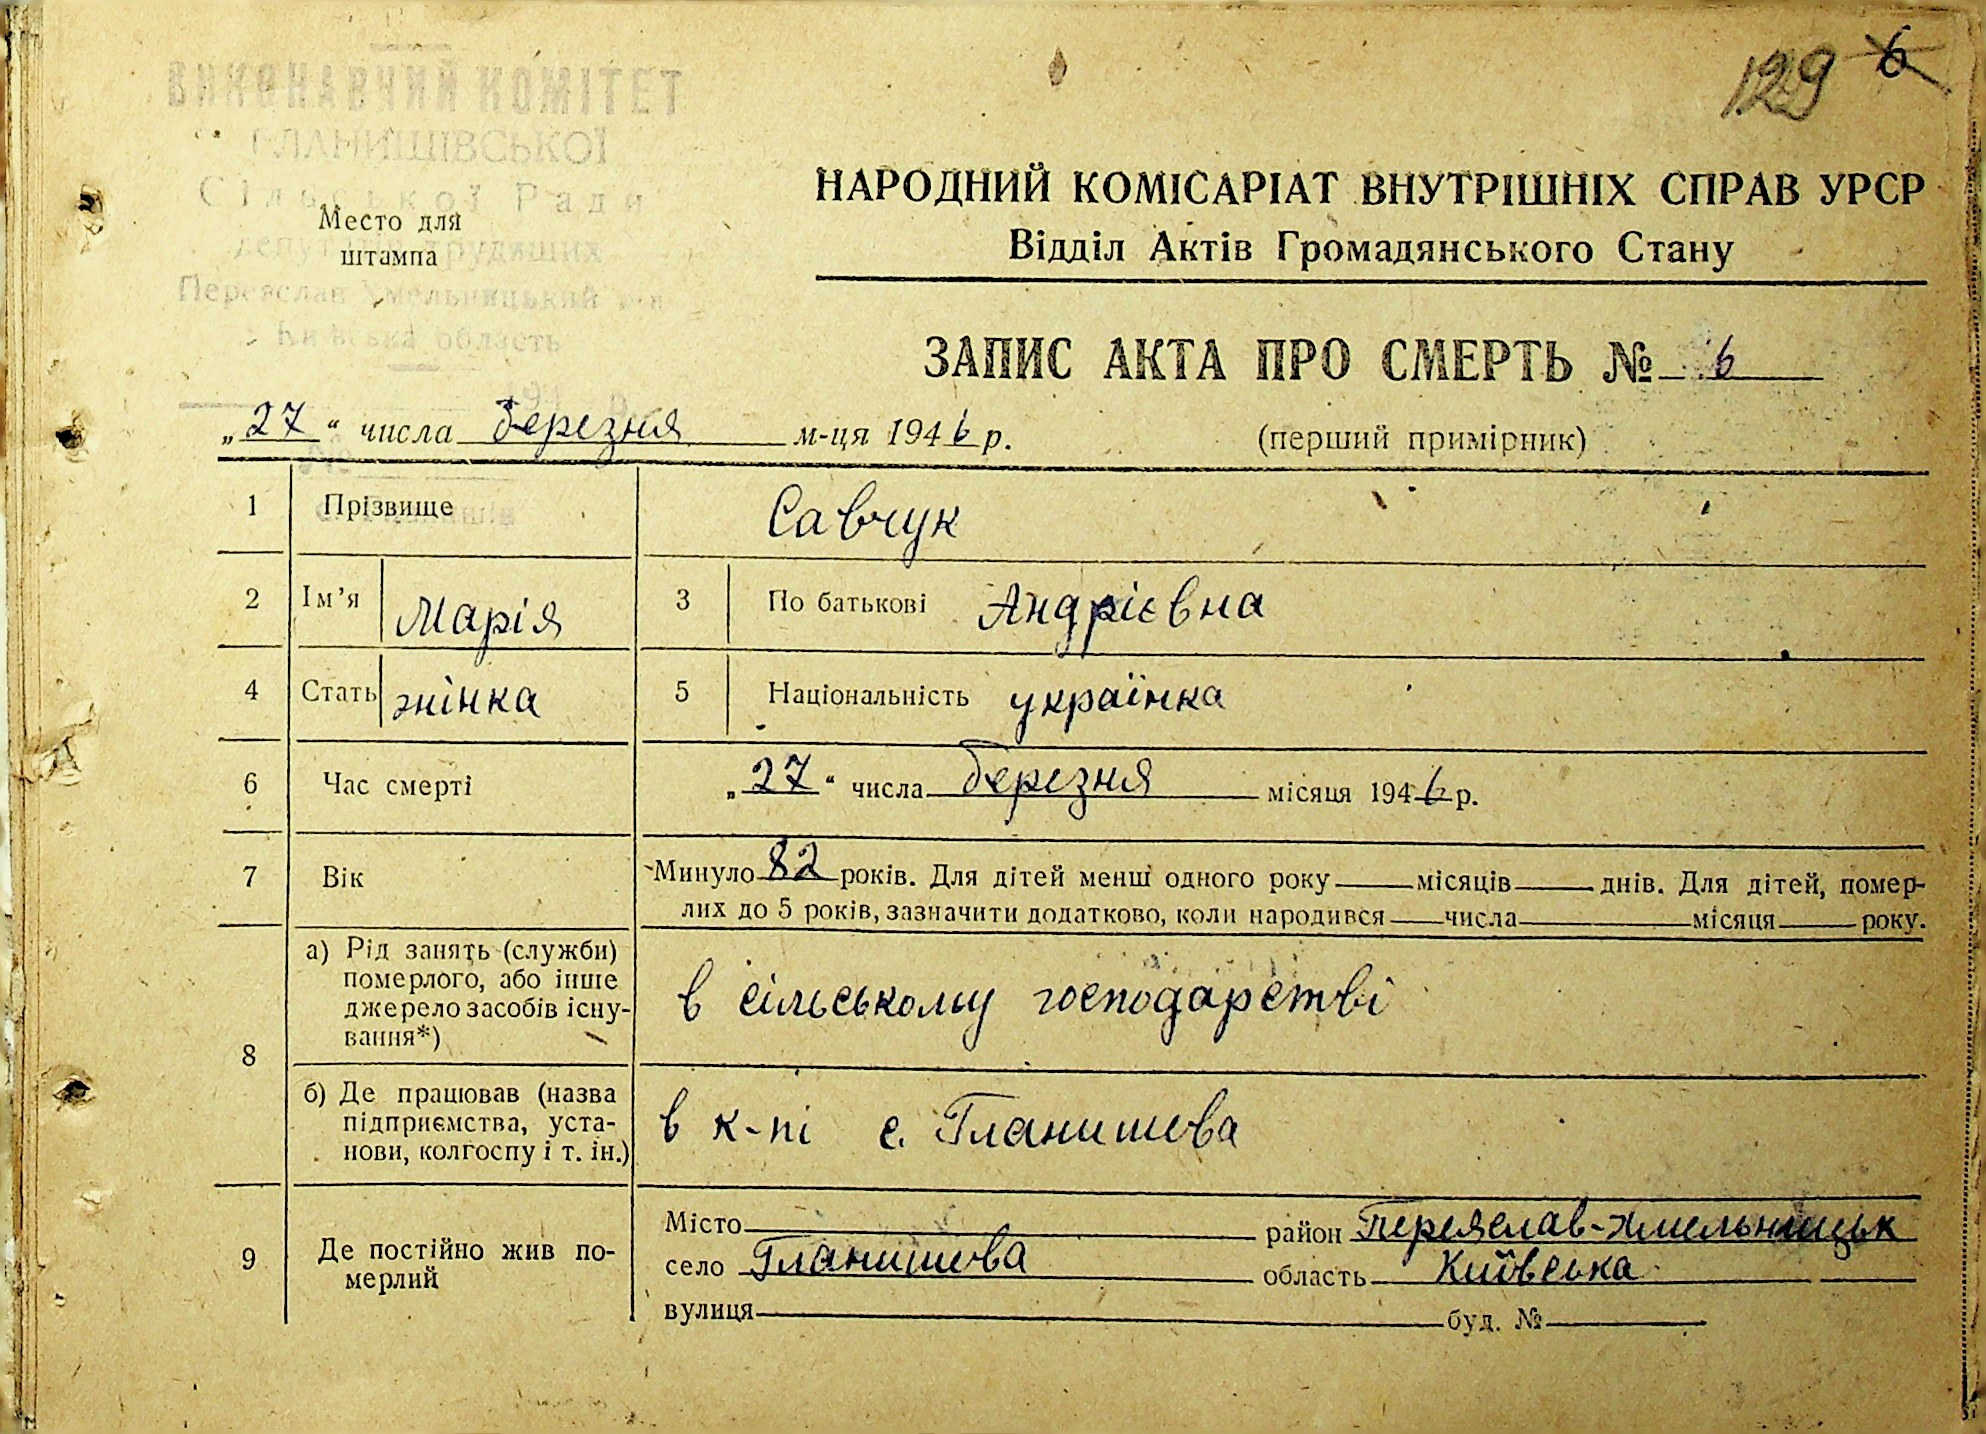 129 6
ВИКОНАВЧИЙ КОМІТЕТ
ГЛАНИШІВСЬКОЇ
Сільської Ради
депутатів трудящих
Переяслав Хмельницький р-н
Київська область
194 р.
№
Место для
штампа
НАРОДНИЙ КОМІСАРІАТ ВНУТРІШНІХ СПРАВ УРСР
Відділ Актів Громадянського Стану
ЗАПИС АКТА ПРО СМЕРТЬ № 6
„27“ числа березня м-ця 1946 р.
(перший примірник)
1 Прізвище Савчук
2 Ім’я Марія 3 По батькові Андрієвна
4 Стать жінка 5 Національність українка
6 Час смерті „27“ числа березня місяця 1946 р.
7 Вік Минуло 82 років. Для дітей менш одного року місяців днів. Для дітей, помер-
лих до 5 років, зазначити додатково, коли народився числа місяця року.
8 а) Рід занять (служби)
померлого, або інше
джерело засобів існу-
вання*)
в сільському господарстві
б) Де працював (назва
підприємства, уста-
нови, колгоспу і т. ін.)
в к-пі с. Гланишева
9 Де постійно жив по-
мерлий
Місто район Переяслав-Хмельницьк
село Гланишева область Київська
вулиця буд. №